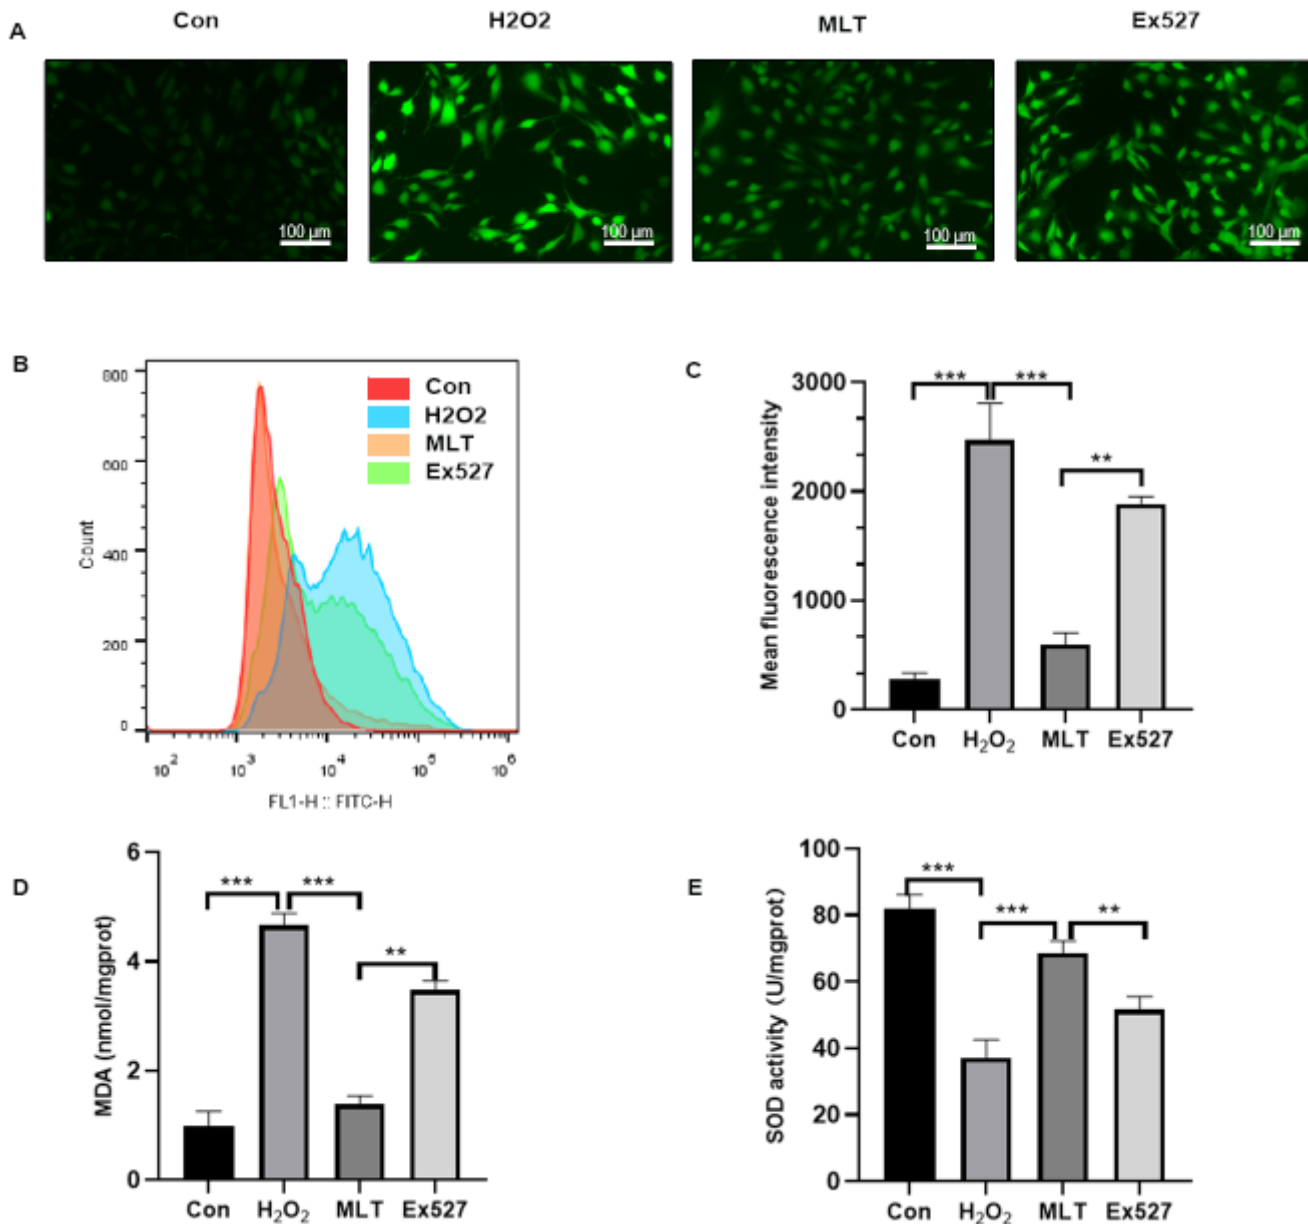 A
Con
H2O2
MLT
Ex527
100 µm
100 µm
100 µm
100 µm
B
800
600
400
200
0
Count
Con
H2O2
MLT
Ex527
10²
10³
10⁴
10⁵
10⁶
FL1-H :: FITC-H
C
3000
2000
1000
0
Mean fluorescence intensity
***
***
**
Con
H₂O₂
MLT
Ex527
D
6
4
2
0
MDA (nmol/mgprot)
***
***
**
Con
H₂O₂
MLT
Ex527
E
100
80
60
40
20
0
SOD activity (U/mgprot)
***
***
**
Con
H₂O₂
MLT
Ex527